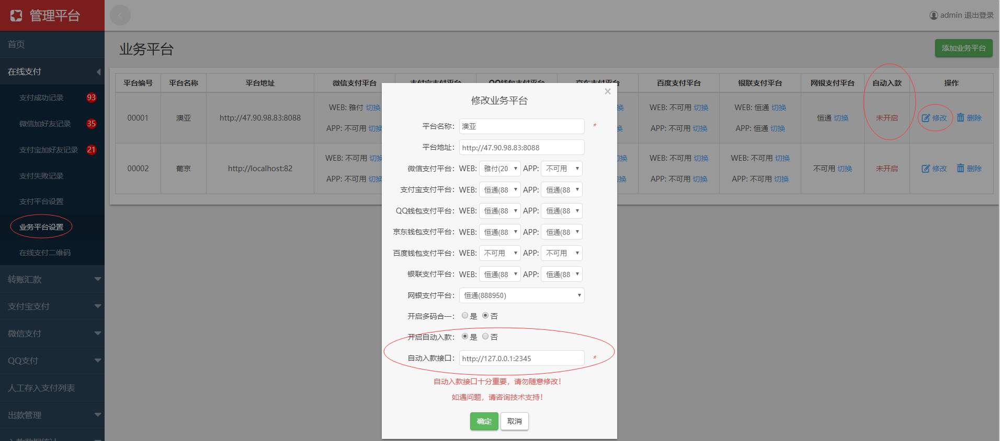 管理平台
admin 退出登录
首页
在线支付
支付成功记录 93
微信加好友记录 35
支付宝加好友记录 21
支付失败记录
支付平台设置
业务平台设置
在线支付二维码
转账汇款
支付宝支付
微信支付
QQ支付
人工存入支付列表
出款管理
业务平台
添加业务平台
平台编号 平台名称 平台地址 微信支付平台 支付宝支付平台 QQ钱包支付平台 京东支付平台 百度支付平台 银联支付平台 网银支付平台 自动入款 操作
WEB: 雅付 切换 换 WEB: 不可用 切换 WEB: 恒通 切换
00001 澳亚 http://47.90.98.83:8088 恒通 切换 未开启 修改 删除
APP: 不可用 切换 换 APP: 不可用 切换 APP: 恒通 切换
WEB: 不可用 切换 切换 WEB: 不可用 切换 WEB: 不可用 切换
00002 葡京 http://localhost:82 不可用 切换 未开启 修改 删除
APP: 不可用 切换 换 APP: 不可用 切换 APP: 不可用 切换
×
修改业务平台
平台名称： 澳亚 *
平台地址： http://47.90.98.83:8088
微信支付平台： WEB: 雅付(20 APP: 不可用
支付宝支付平台： WEB: 恒通(88 APP: 恒通(88
QQ钱包支付平台： WEB: 恒通(88 APP: 恒通(88
京东钱包支付平台： WEB: 恒通(88 APP: 恒通(88
百度钱包支付平台： WEB: 不可用 APP: 不可用
银联支付平台： WEB: 恒通(88 APP: 恒通(88
网银支付平台： 恒通(888950)
开启多码合一： 是 否
开启自动入款： 是 否
自动入款接口： http://127.0.0.1:2345 *
自动入款接口十分重要，请勿随意修改！
如遇问题，请咨询技术支持！
确定 取消